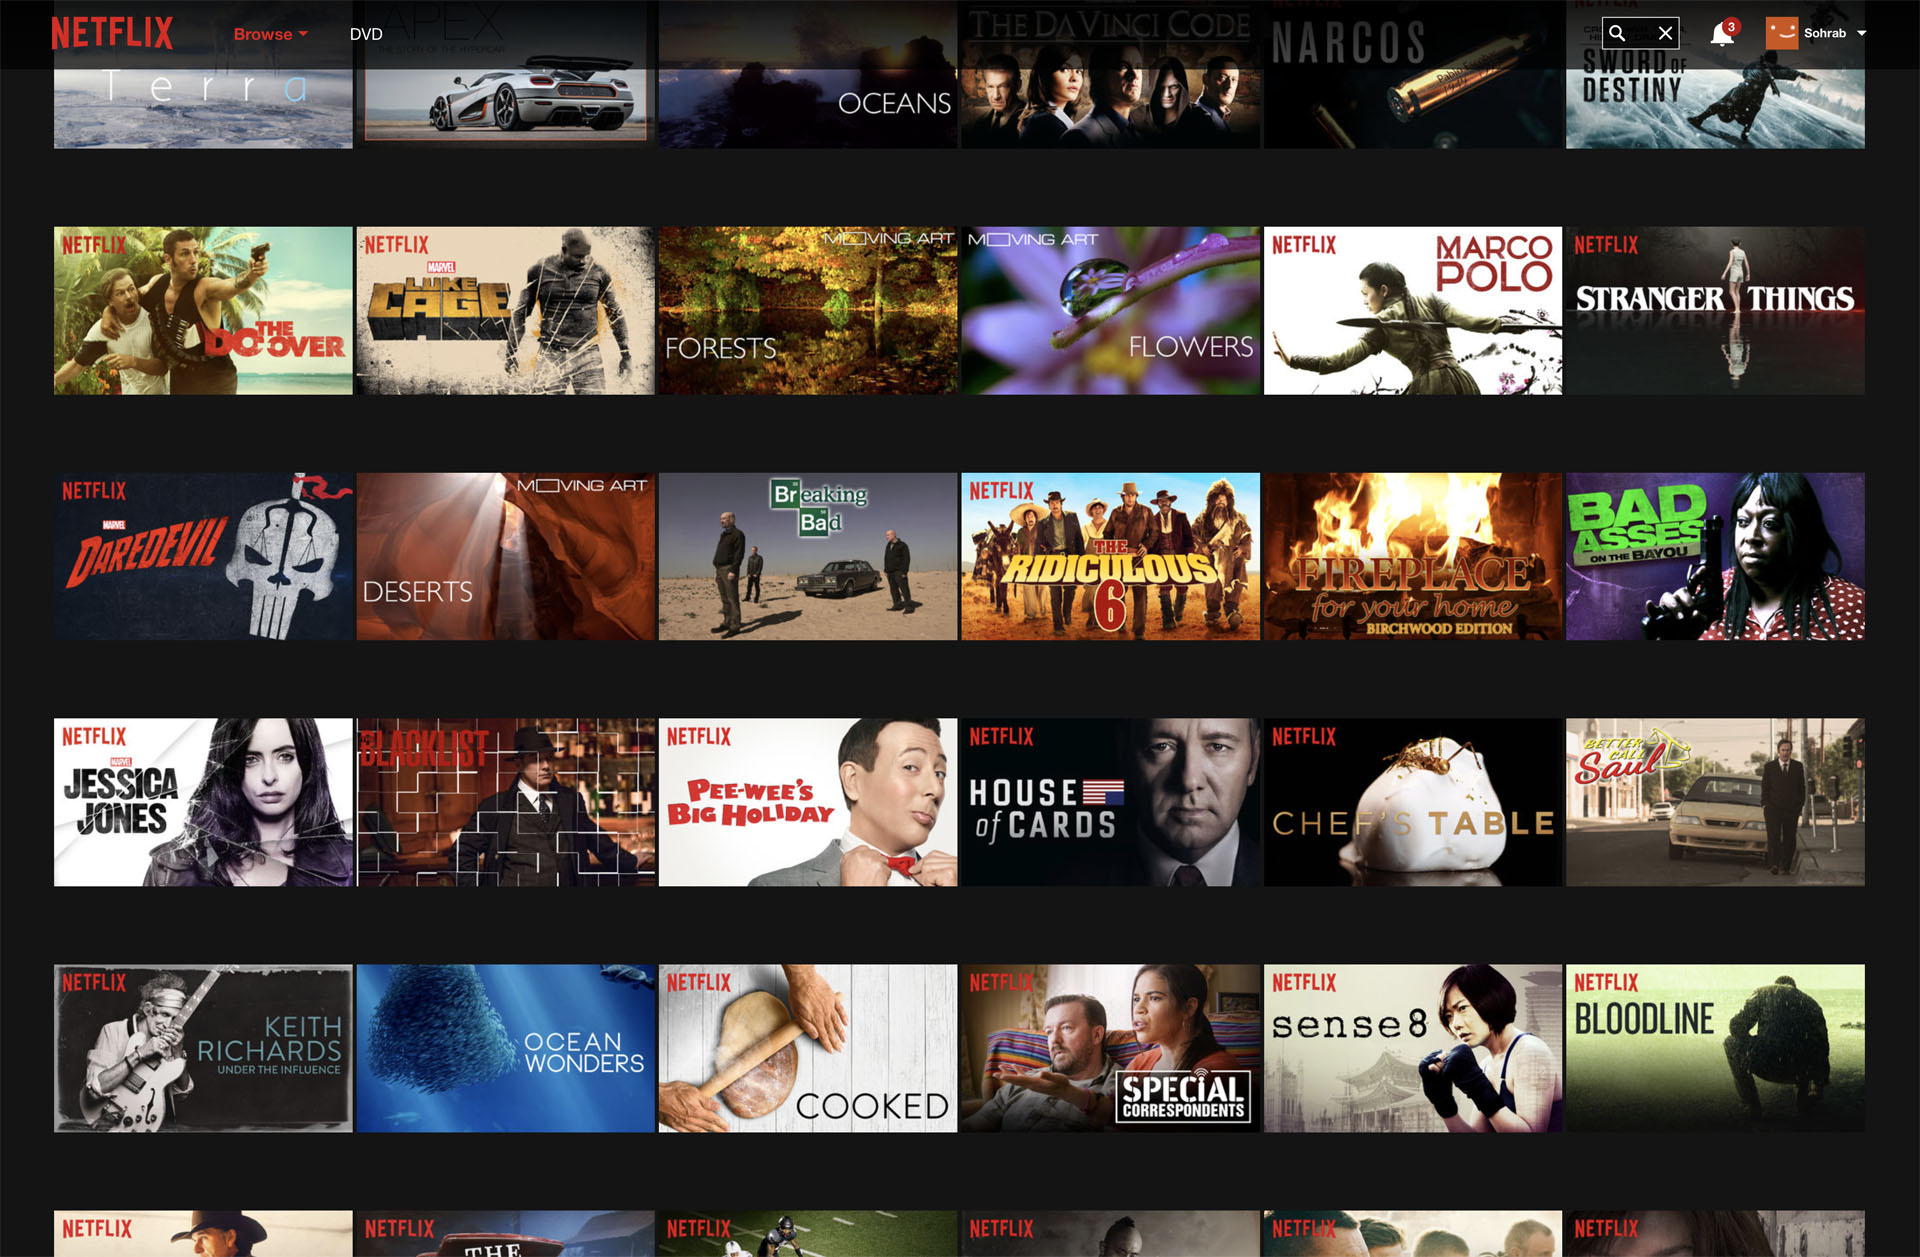 NETFLIX
Browse
DVD
3
Sohrab
Terra
APEX
THE STORY OF THE HYPERCAR
OCEANS
THE DA VINCI CODE
NARCOS
SWORD OF
DESTINY
NETFLIX
THE
DO OVER
NETFLIX
MARVEL
LUKE
CAGE
MOVING ART
FORESTS
MOVING ART
FLOWERS
NETFLIX
MARCO
POLO
NETFLIX
STRANGER THINGS
NETFLIX
MARVEL
DAREDEVIL
MOVING ART
DESERTS
Breaking
Bad
NETFLIX
THE
RIDICULOUS
6
FIREPLACE
for your home
BIRCHWOOD EDITION
BAD
ASSES
ON THE BAYOU
NETFLIX
MARVEL
JESSICA
JONES
BLACKLIST
NETFLIX
PEE-WEE'S
BIG HOLIDAY
NETFLIX
HOUSE
of CARDS
NETFLIX
CHEF'S TABLE
BETTER
CALL
Saul
NETFLIX
KEITH
RICHARDS
UNDER THE INFLUENCE
OCEAN
WONDERS
NETFLIX
COOKED
NETFLIX
SPECIAL
CORRESPONDENTS
NETFLIX
sense8
NETFLIX
BLOODLINE
NETFLIX
NETFLIX
THE
NETFLIX
NETFLIX
NETFLIX
NETFLIX